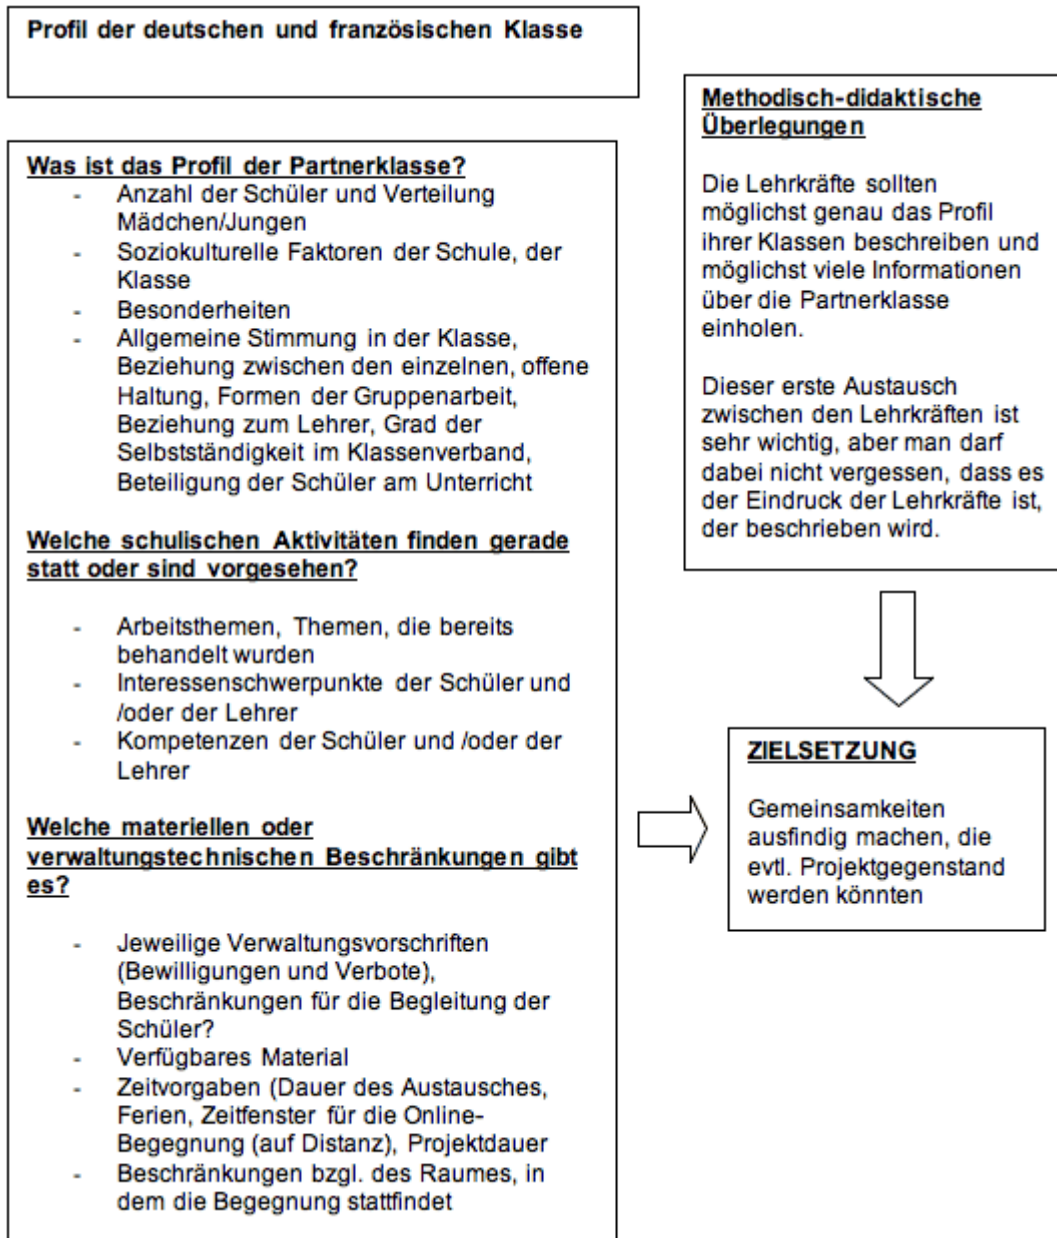 Profil der deutschen und französischen Klasse
Was ist das Profil der Partnerklasse?
- Anzahl der Schüler und Verteilung
Mädchen/Jungen
- Soziokulturelle Faktoren der Schule, der
Klasse
- Besonderheiten
- Allgemeine Stimmung in der Klasse,
Beziehung zwischen den einzelnen, offene
Haltung, Formen der Gruppenarbeit,
Beziehung zum Lehrer, Grad der
Selbstständigkeit im Klassenverband,
Beteiligung der Schüler am Unterricht
Welche schulischen Aktivitäten finden gerade
statt oder sind vorgesehen?
- Arbeitsthemen, Themen, die bereits
behandelt wurden
- Interessenschwerpunkte der Schüler und
/oder der Lehrer
- Kompetenzen der Schüler und /oder der
Lehrer
Welche materiellen oder
verwaltungstechnischen Beschränkungen gibt
es?
- Jeweilige Verwaltungsvorschriften
(Bewilligungen und Verbote),
Beschränkungen für die Begleitung der
Schüler?
- Verfügbares Material
- Zeitvorgaben (Dauer des Austausches,
Ferien, Zeitfenster für die Online-
Begegnung (auf Distanz), Projektdauer
- Beschränkungen bzgl. des Raumes, in
dem die Begegnung stattfindet
Methodisch-didaktische
Überlegungen
Die Lehrkräfte sollten
möglichst genau das Profil
ihrer Klassen beschreiben und
möglichst viele Informationen
über die Partnerklasse
einholen.
Dieser erste Austausch
zwischen den Lehrkräften ist
sehr wichtig, aber man darf
dabei nicht vergessen, dass es
der Eindruck der Lehrkräfte ist,
der beschrieben wird.
ZIELSETZUNG
Gemeinsamkeiten
ausfindig machen, die
evtl. Projektgegenstand
werden könnten